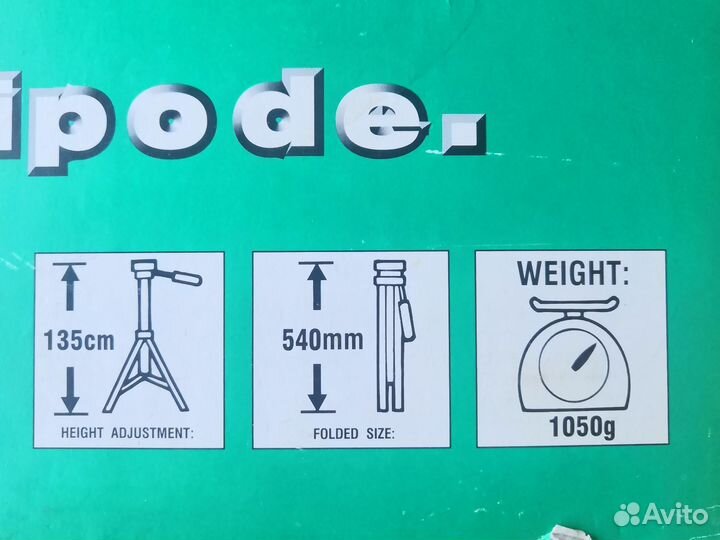 ipode.
135cm
HEIGHT ADJUSTMENT:
540mm
FOLDED SIZE:
WEIGHT:
1050g
Avito